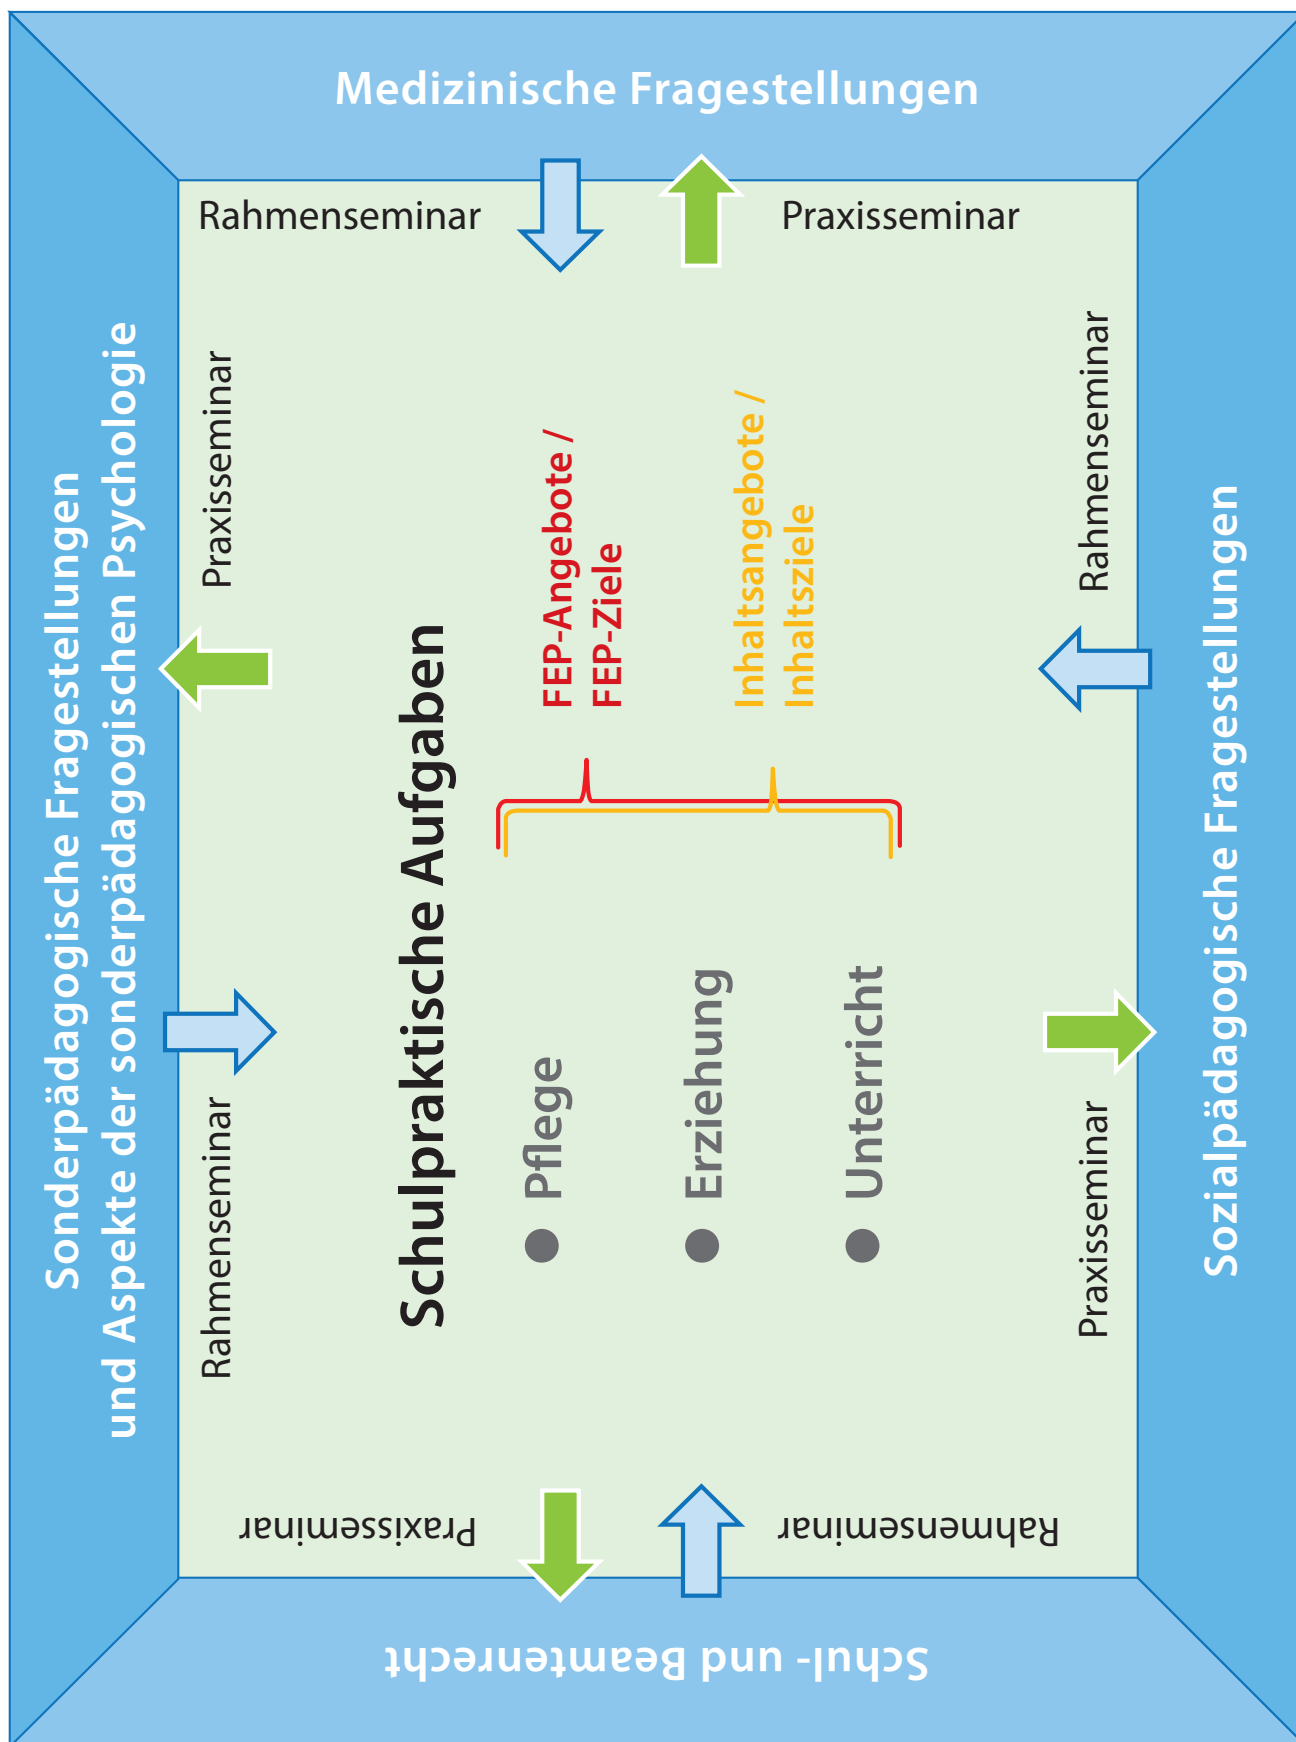 Sonderpädagogische Fragestellungen
und Aspekte der sonderpädagogischen Psychologie
Rahmenseminar
Praxisseminar
Schulpraktische Aufgaben
Pflege
Erziehung
Unterricht
FEP-Angebote /
FEP-Ziele
Inhaltsangebote /
Inhaltsziele
Medizinische Fragestellungen
Rahmenseminar
Praxisseminar
Sozialpädagogische Fragestellungen
Praxisseminar
Rahmenseminar
Schul- und Beamtenrecht
Rahmenseminar
Praxisseminar